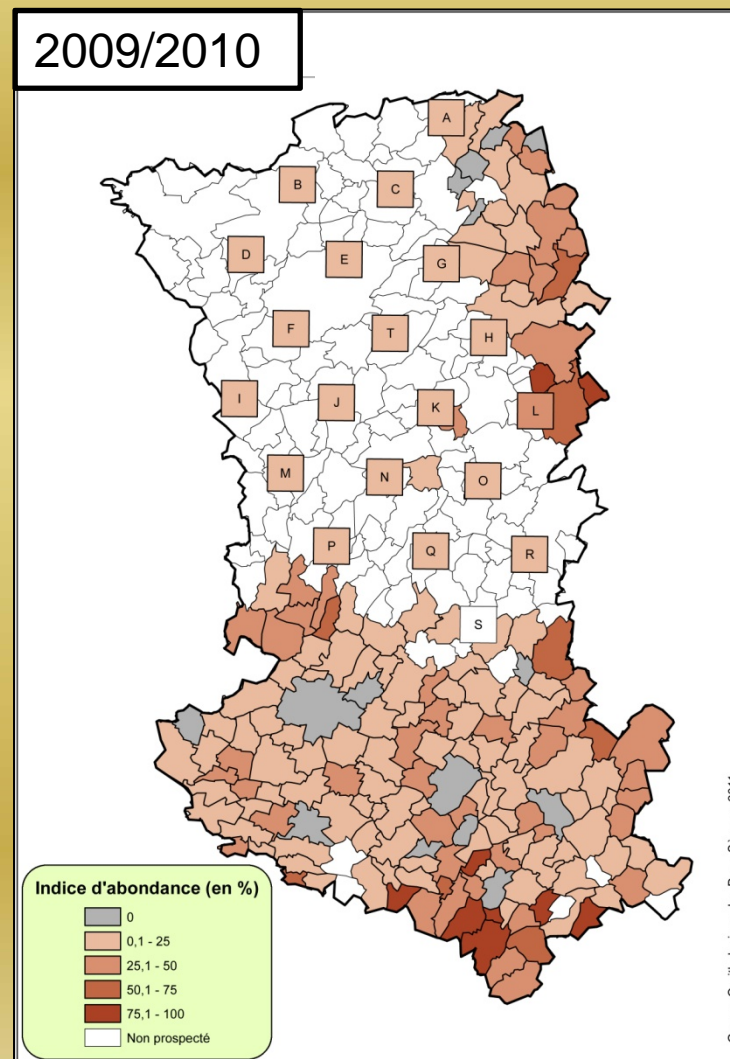 2009/2010
A
B
C
D
E
G
F
T
H
I
J
K
L
M
N
O
P
Q
R
S
Indice d'abondance (en %)
0
0,1 - 25
25,1 - 50
50,1 - 75
75,1 - 100
Non prospecté